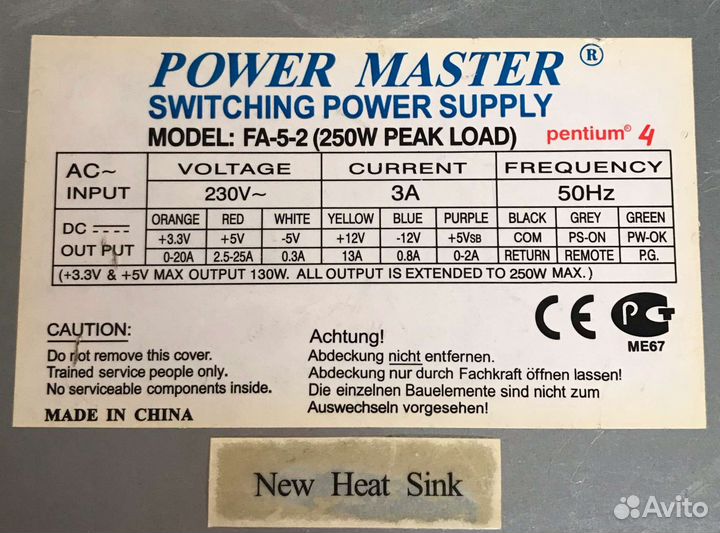 POWER MASTER ®
SWITCHING POWER SUPPLY
MODEL: FA-5-2 (250W PEAK LOAD) pentium® 4
AC~ INPUT VOLTAGE CURRENT FREQUENCY
230V~ 3A 50Hz
DC OUT PUT ORANGE RED WHITE YELLOW BLUE PURPLE BLACK GREY GREEN
+3.3V +5V -5V +12V -12V +5VSB COM PS-ON PW-OK
0-20A 2.5-25A 0.3A 13A 0.8A 0-2A RETURN REMOTE P.G.
(+3.3V & +5V MAX OUTPUT 130W. ALL OUTPUT IS EXTENDED TO 250W MAX.)
CE PCT
ME67
CAUTION:
Do not remove this cover.
Trained service people only.
No serviceable components inside.
MADE IN CHINA
Achtung!
Abdeckung nicht entfernen.
Abdeckung nur durch Fachkraft öffnen lassen!
Die einzelnen Bauelemente sind nicht zum
Auswechseln vorgesehen!
New Heat Sink
Avito